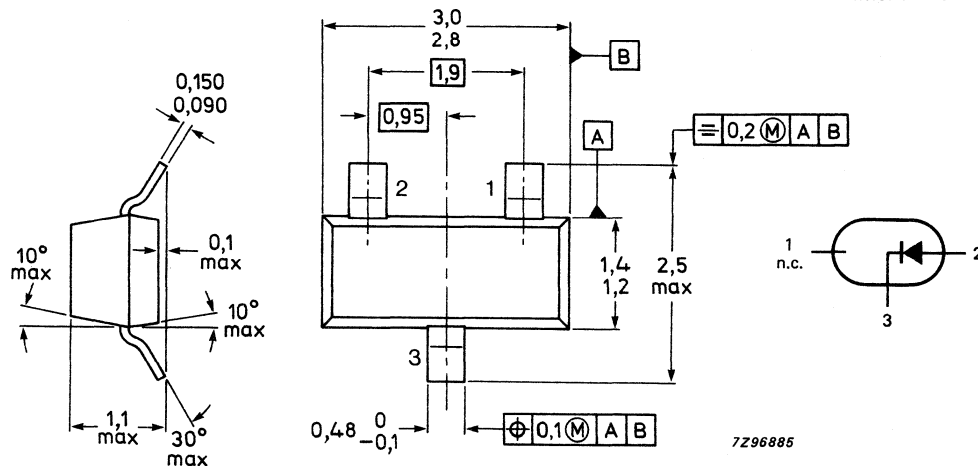 3,0
2,8
B
1,9
0,150
0,090
0,95
A
⌯ 0,2 Ⓜ A B
2
1
0,1
max
10°
max
1,4
1,2
2,5
max
10°
max
1
n.c.
2
3
3
1,1
max
30°
max
0,48 0
-0,1
⌖ 0,1 Ⓜ A B
7Z96885